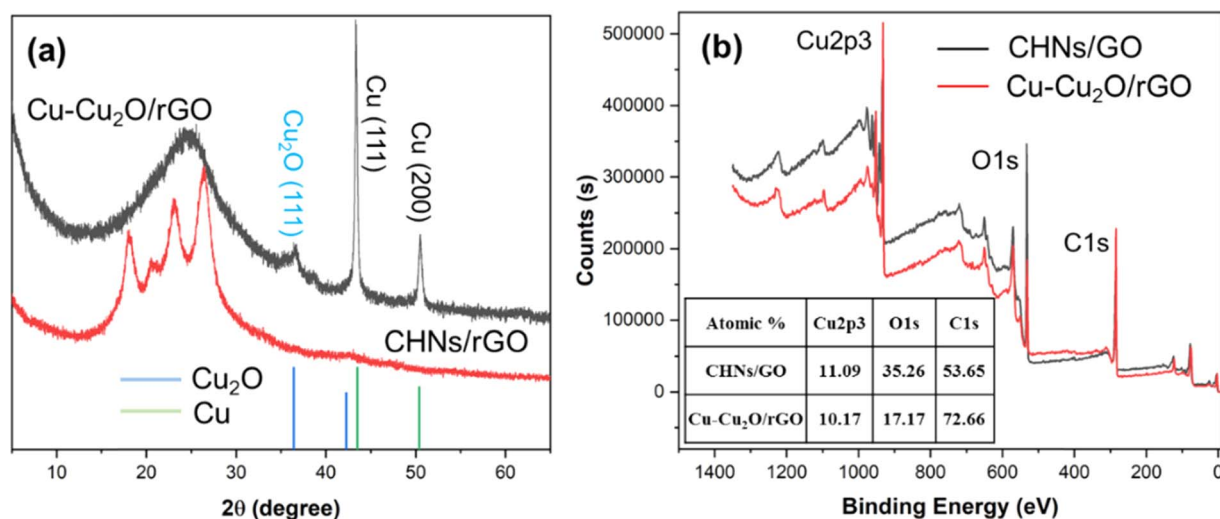 (a)
Cu-Cu₂O/rGO
Cu₂O (111)
Cu (111)
Cu (200)
CHNs/rGO
Cu₂O
Cu
10 20 30 40 50 60
2θ (degree)
(b)
Cu2p3
CHNs/GO
Cu-Cu₂O/rGO
O1s
C1s
500000
400000
300000
200000
100000
0
Counts (s)
Atomic % Cu2p3 O1s C1s
CHNs/GO 11.09 35.26 53.65
Cu-Cu₂O/rGO 10.17 17.17 72.66
1400 1200 1000 800 600 400 200 0
Binding Energy (eV)